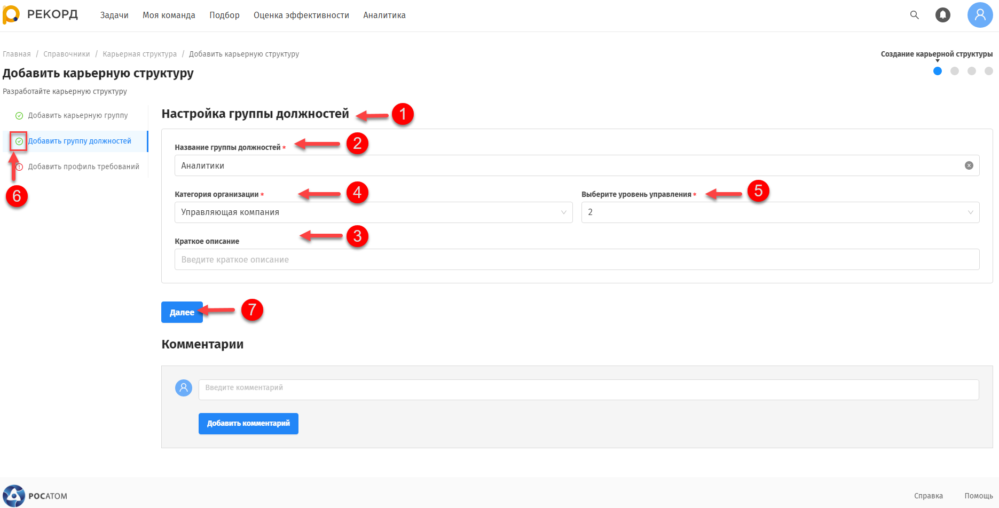 РЕКОРД Задачи Моя команда Подбор Оценка эффективности Аналитика
Главная / Справочники / Карьерная структура / Добавить карьерную структуру
Создание карьерной структуры
Добавить карьерную структуру
Разработайте карьерную структуру
Добавить карьерную группу
Добавить группу должностей
Добавить профиль требований
6
Настройка группы должностей 1
Название группы должностей * 2
Аналитики
Категория организации * 4
Управляющая компания
Выберите уровень управления * 5
2
Краткое описание 3
Введите краткое описание
Далее 7
Комментарии
Введите комментарий
Добавить комментарий
РОСАТОМ
Справка Помощь